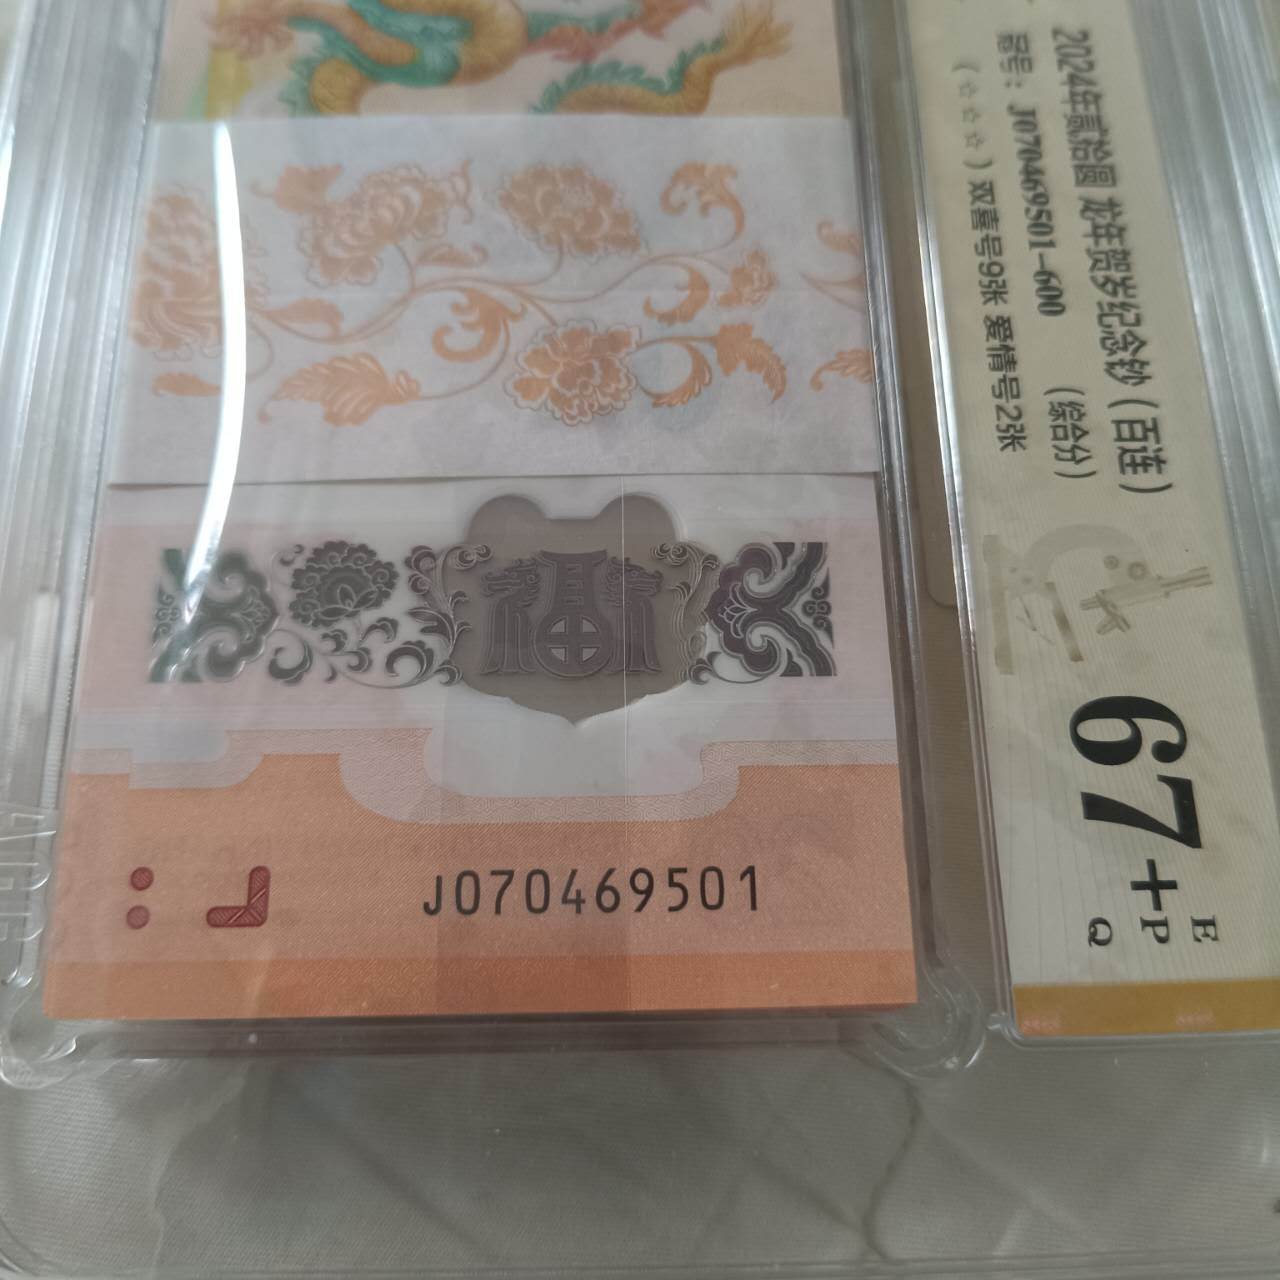 2024年贰拾圆 龙年贺岁纪念钞（百连）
冠号：J070469501-600 （综合分）
（☆☆☆）双喜号9张 爱情号2张
67+
E
P
Q
福
J070469501